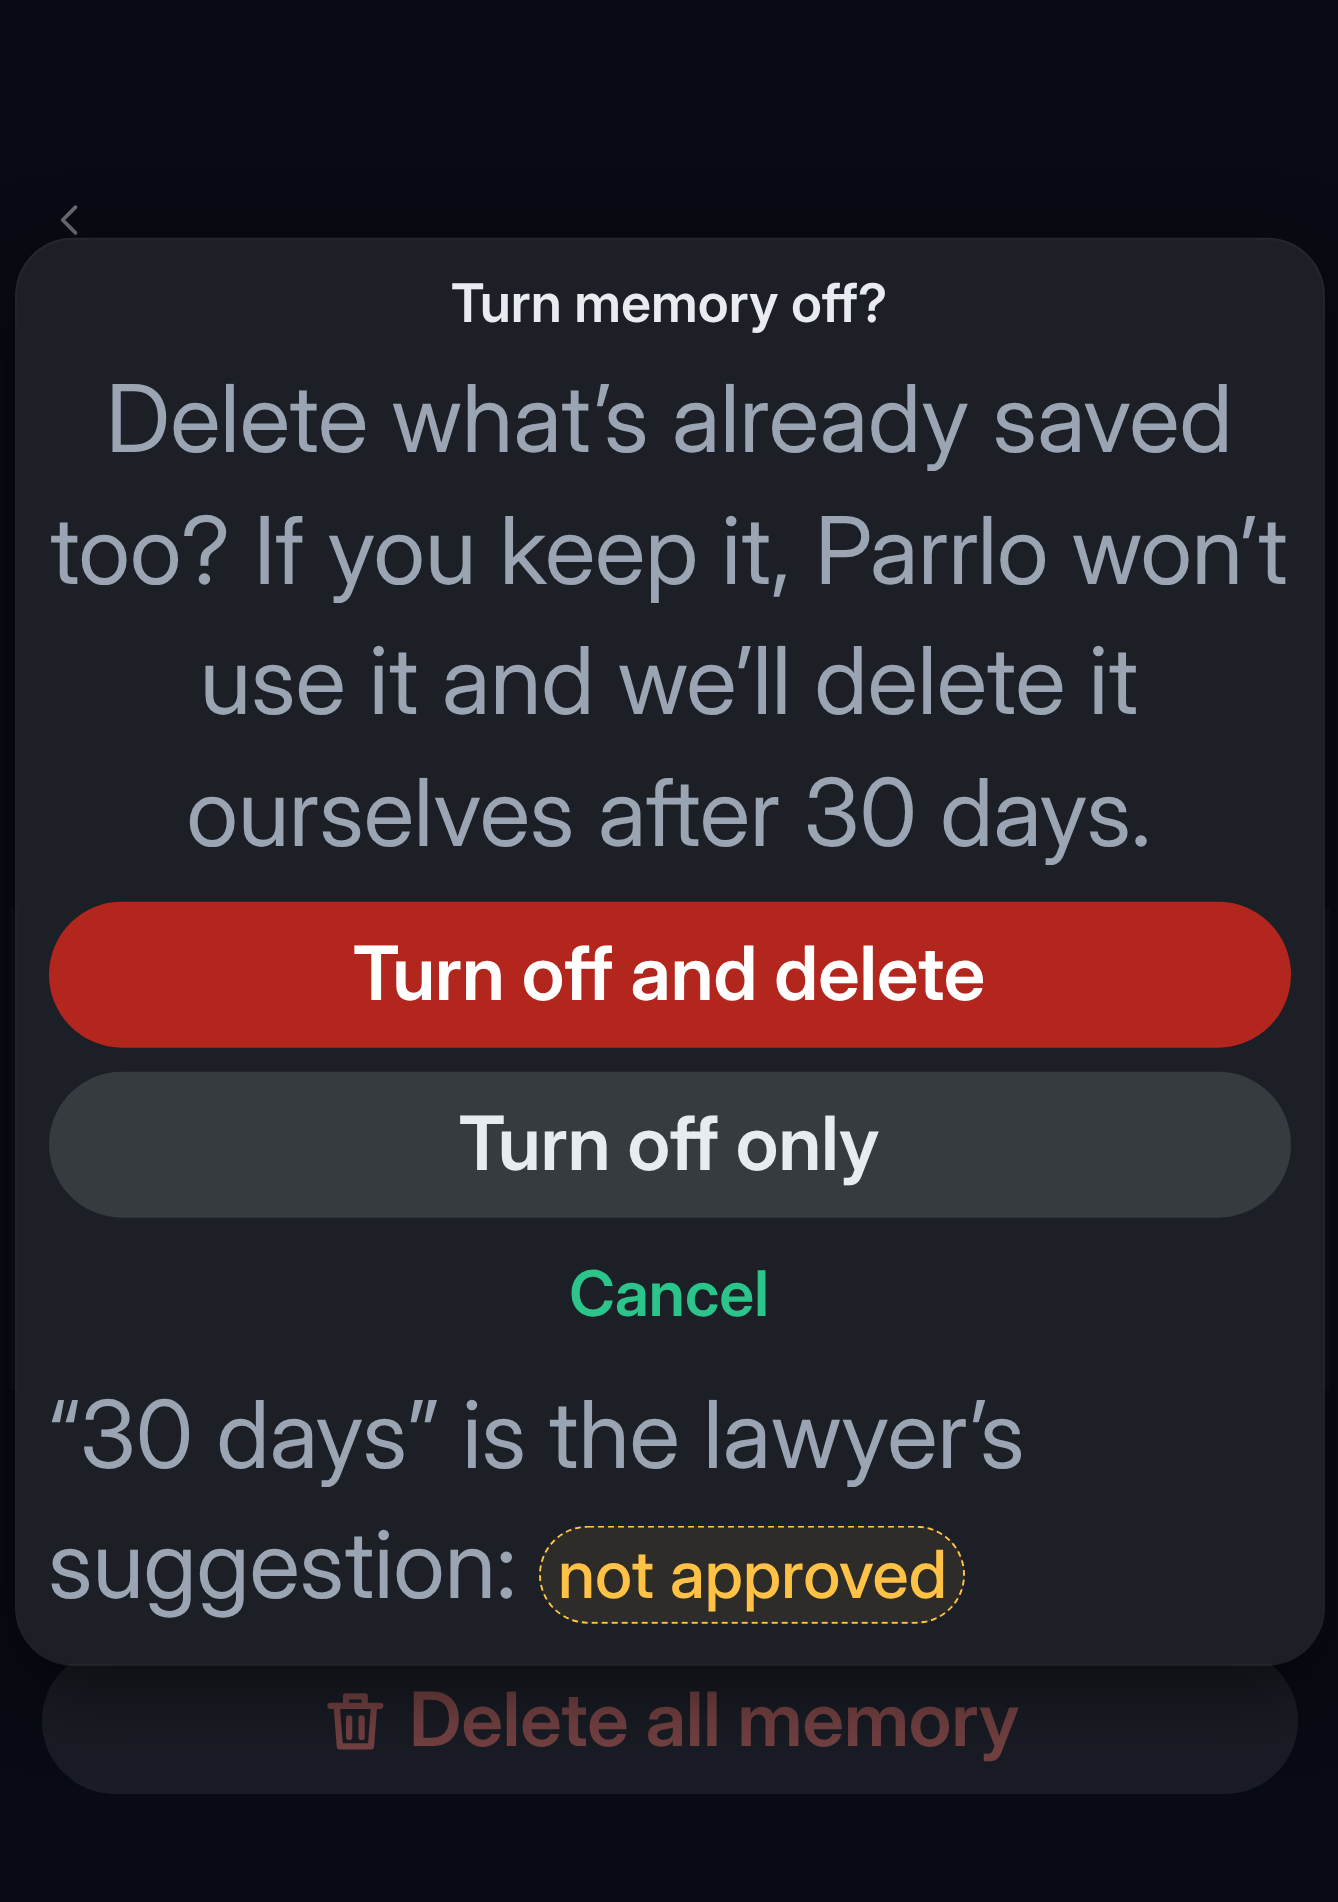 Turn memory off?
Delete what’s already saved
too? If you keep it, Parrlo won’t
use it and we’ll delete it
ourselves after 30 days.
Turn off and delete
Turn off only
Cancel
“30 days” is the lawyer’s
suggestion: not approved
Delete all memory